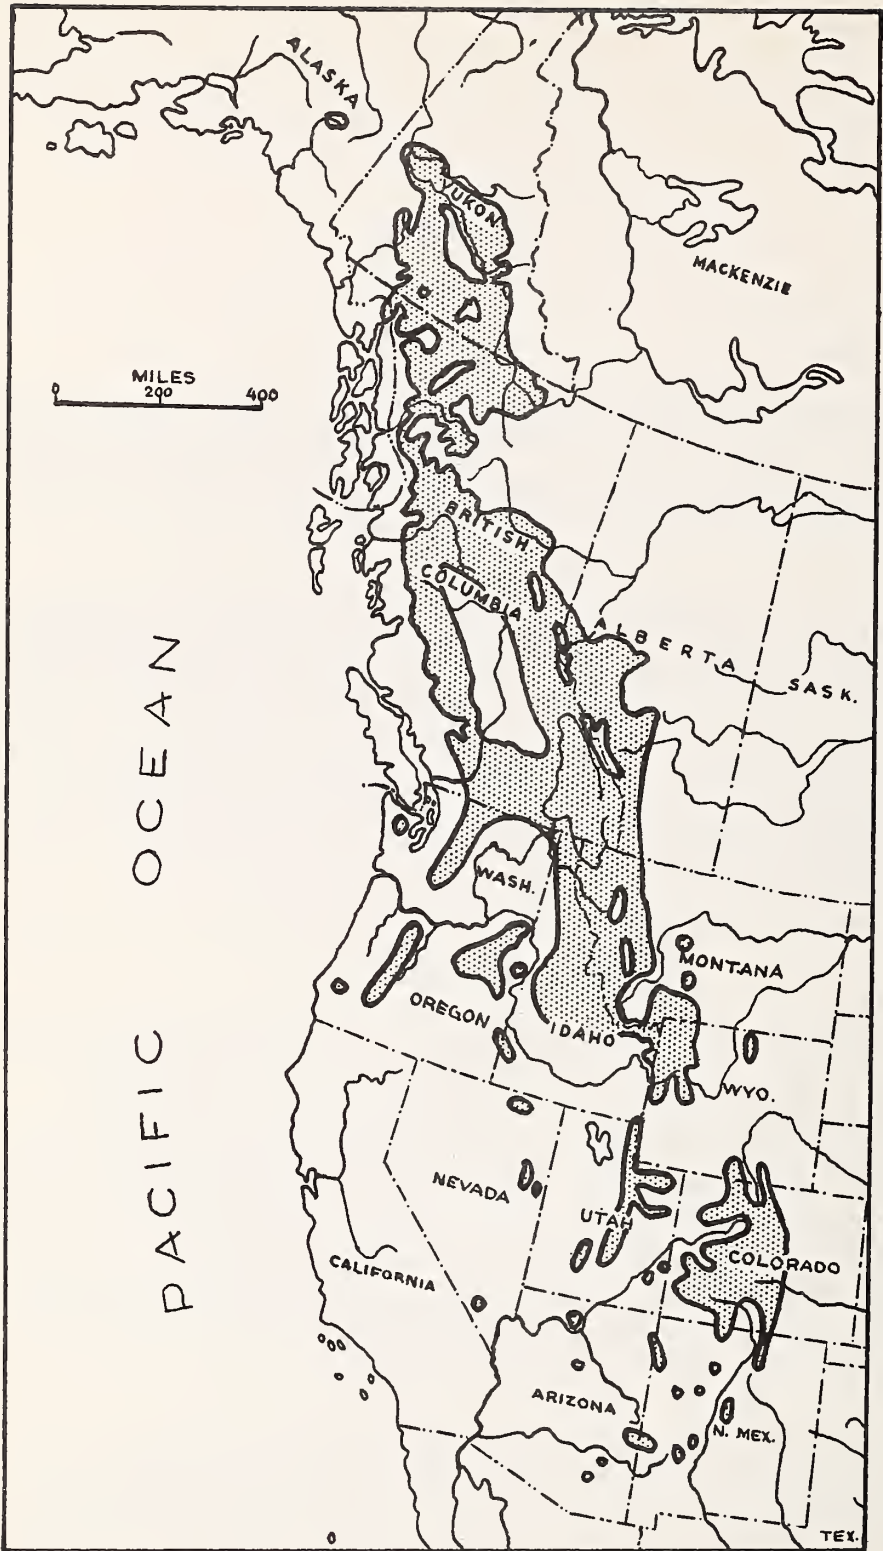 ALASKA
YUKON
MACKENZIE
MILES
0 200 400
BRITISH
COLUMBIA
ALBERTA
SASK.
PACIFIC OCEAN
WASH.
MONTANA
OREGON
IDAHO
WYO.
NEVADA
UTAH
COLORADO
CALIFORNIA
ARIZONA
N. MEX.
TEX.